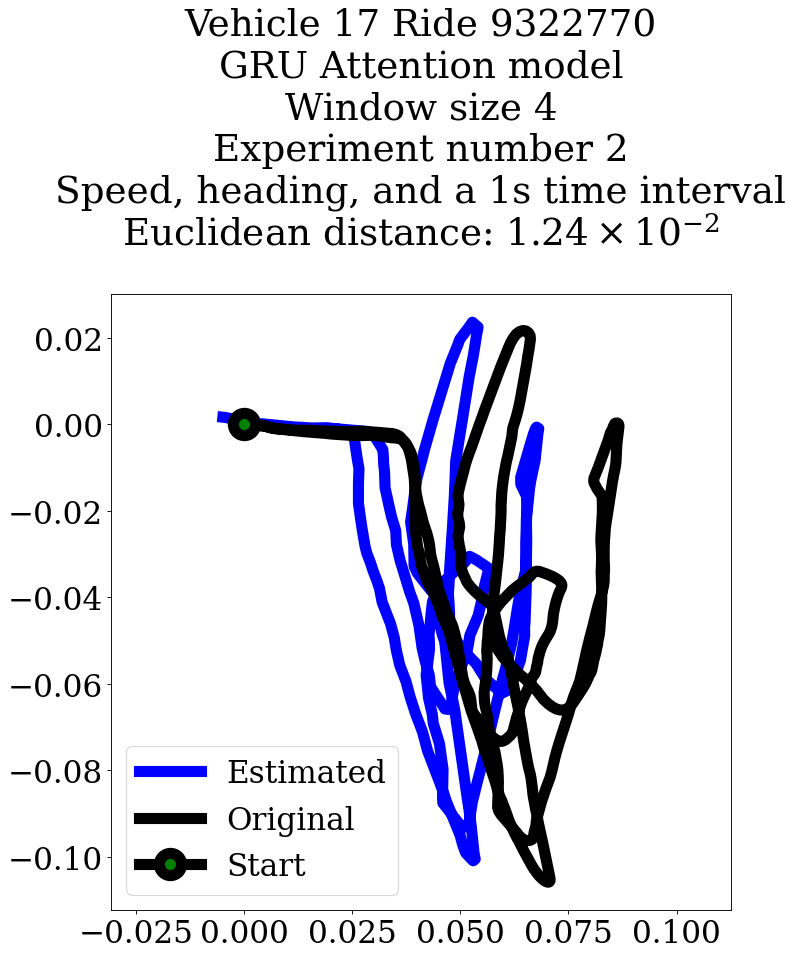 Vehicle 17 Ride 9322770
GRU Attention model
Window size 4
Experiment number 2
Speed, heading, and a 1s time interval
Euclidean distance: 1.24 × 10⁻²
0.02
0.00
−0.02
−0.04
−0.06
−0.08
−0.10
Estimated
Original
Start
−0.025 0.000 0.025 0.050 0.075 0.100